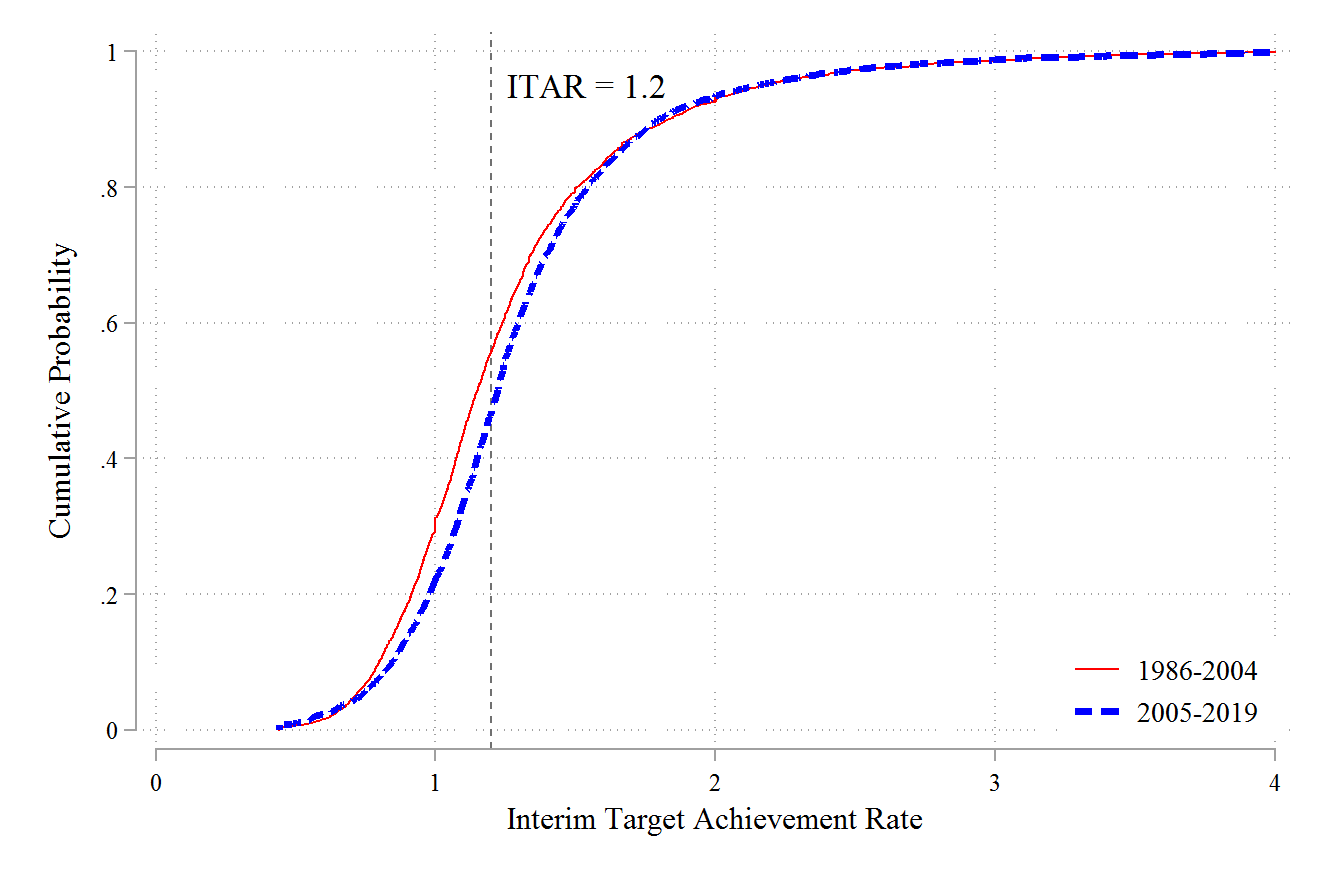 1
ITAR = 1.2
.8
.6
.4
.2
0
Cumulative Probability
1986-2004
2005-2019
0 1 2 3 4
Interim Target Achievement Rate